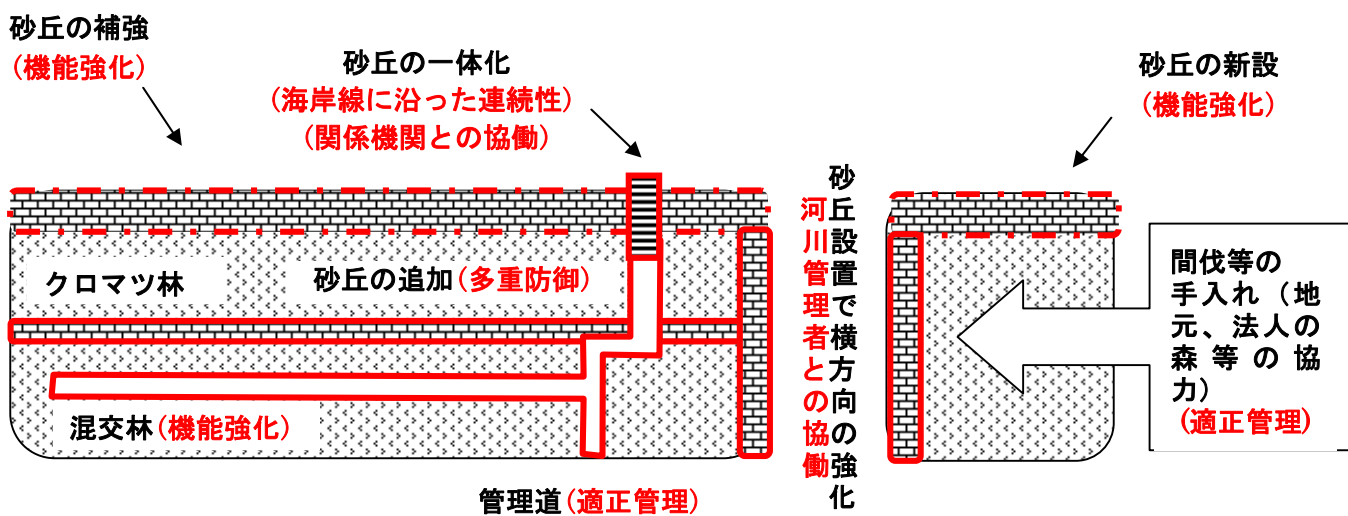 砂丘の補強
(機能強化)
砂丘の一体化
(海岸線に沿った連続性)
(関係機関との協働)
砂丘の新設
(機能強化)
クロマツ林
砂丘の追加(多重防御)
混交林(機能強化)
管理道(適正管理)
砂丘設置で横方向の強化
河川管理者との協働
間伐等の
手入れ（地
元、法人の
森等の協
力）
(適正管理)